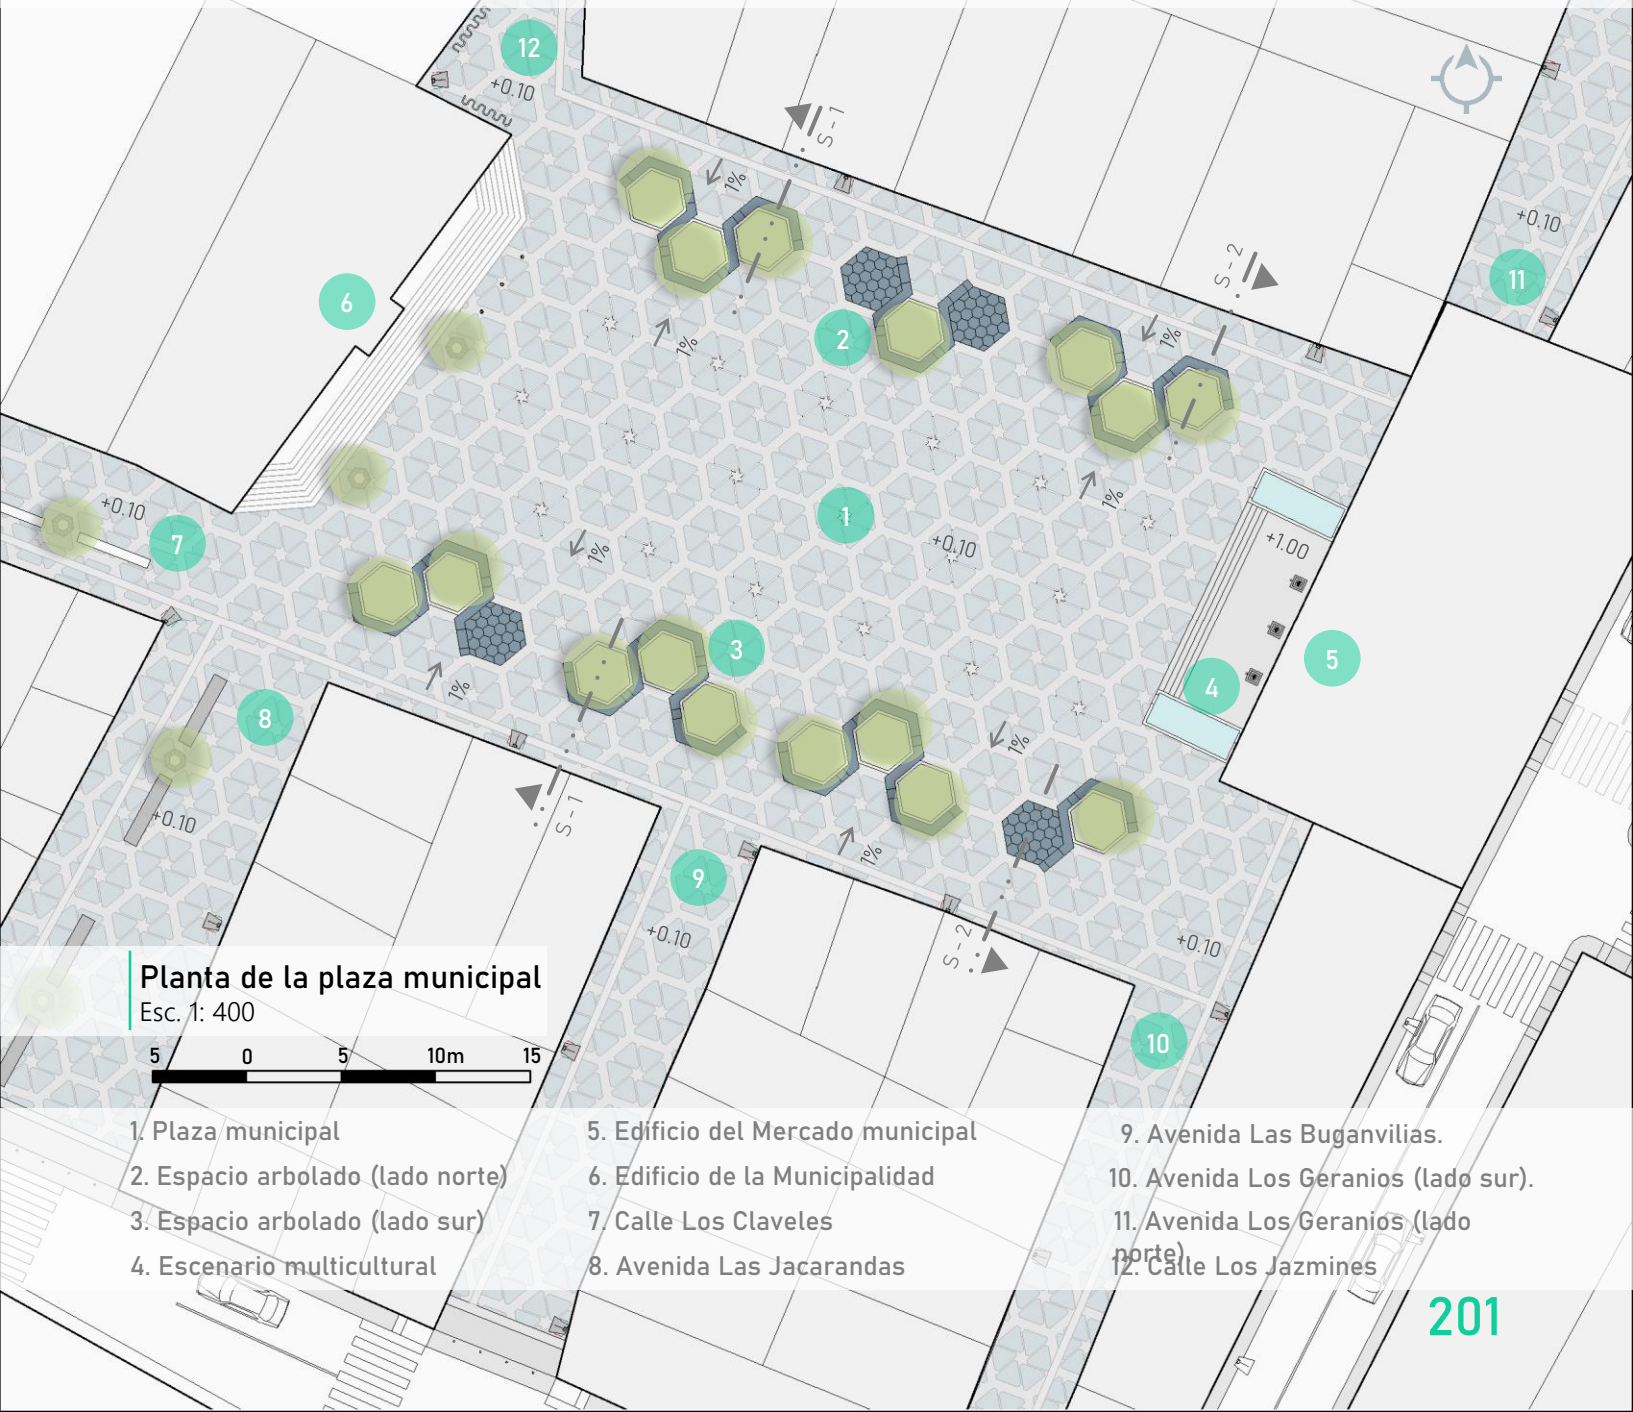 12
+0.10
S - 1
1%
+0.10
S - 2
11
6
2
1%
1%
1%
+0.10
7
1
+0.10
+1.00
1%
3
5
4
1%
8
1%
+0.10
S - 1
1%
9
+0.10
S - 2
+0.10
10
Planta de la plaza municipal
Esc. 1: 400
5 0 5 10m 15
1. Plaza municipal
2. Espacio arbolado (lado norte)
3. Espacio arbolado (lado sur)
4. Escenario multicultural
5. Edificio del Mercado municipal
6. Edificio de la Municipalidad
7. Calle Los Claveles
8. Avenida Las Jacarandas
9. Avenida Las Buganvilias.
10. Avenida Los Geranios (lado sur).
11. Avenida Los Geranios (lado
norte)
12. Calle Los Jazmines
201